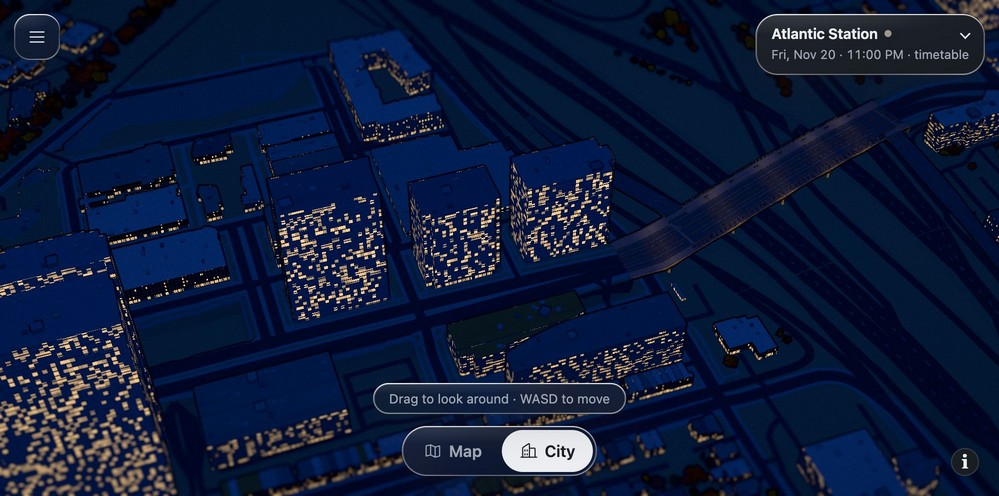 Atlantic Station
Fri, Nov 20 · 11:00 PM · timetable
Drag to look around · WASD to move
Map
City
i